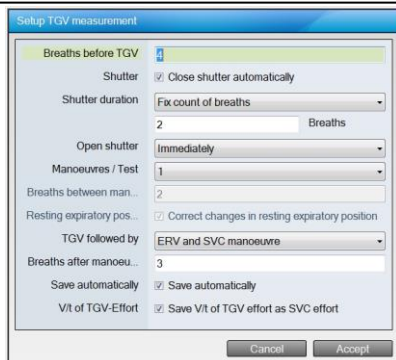 Setup TGV measurement
Breaths before TGV 4
Shutter Close shutter automatically
Shutter duration Fix count of breaths
2 Breaths
Open shutter Immediately
Manoeuvres / Test 1
Breaths between man... 2
Resting expiratory pos... Correct changes in resting expiratory position
TGV followed by ERV and SVC manoeuvre
Breaths after manoeu... 3
Save automatically Save automatically
V/t of TGV-Effort Save V/t of TGV effort as SVC effort
Cancel Accept